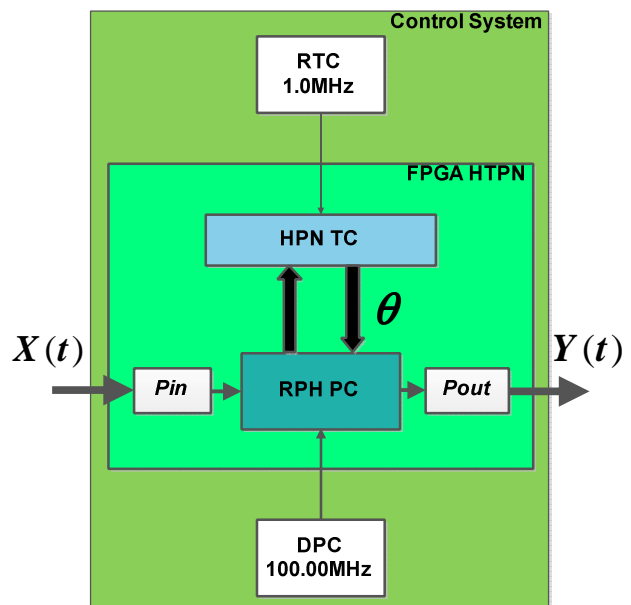 Control System
RTC
1.0MHz
FPGA HTPN
HPN TC
θ
X(t)
Y(t)
Pin
RPH PC
Pout
DPC
100.00MHz